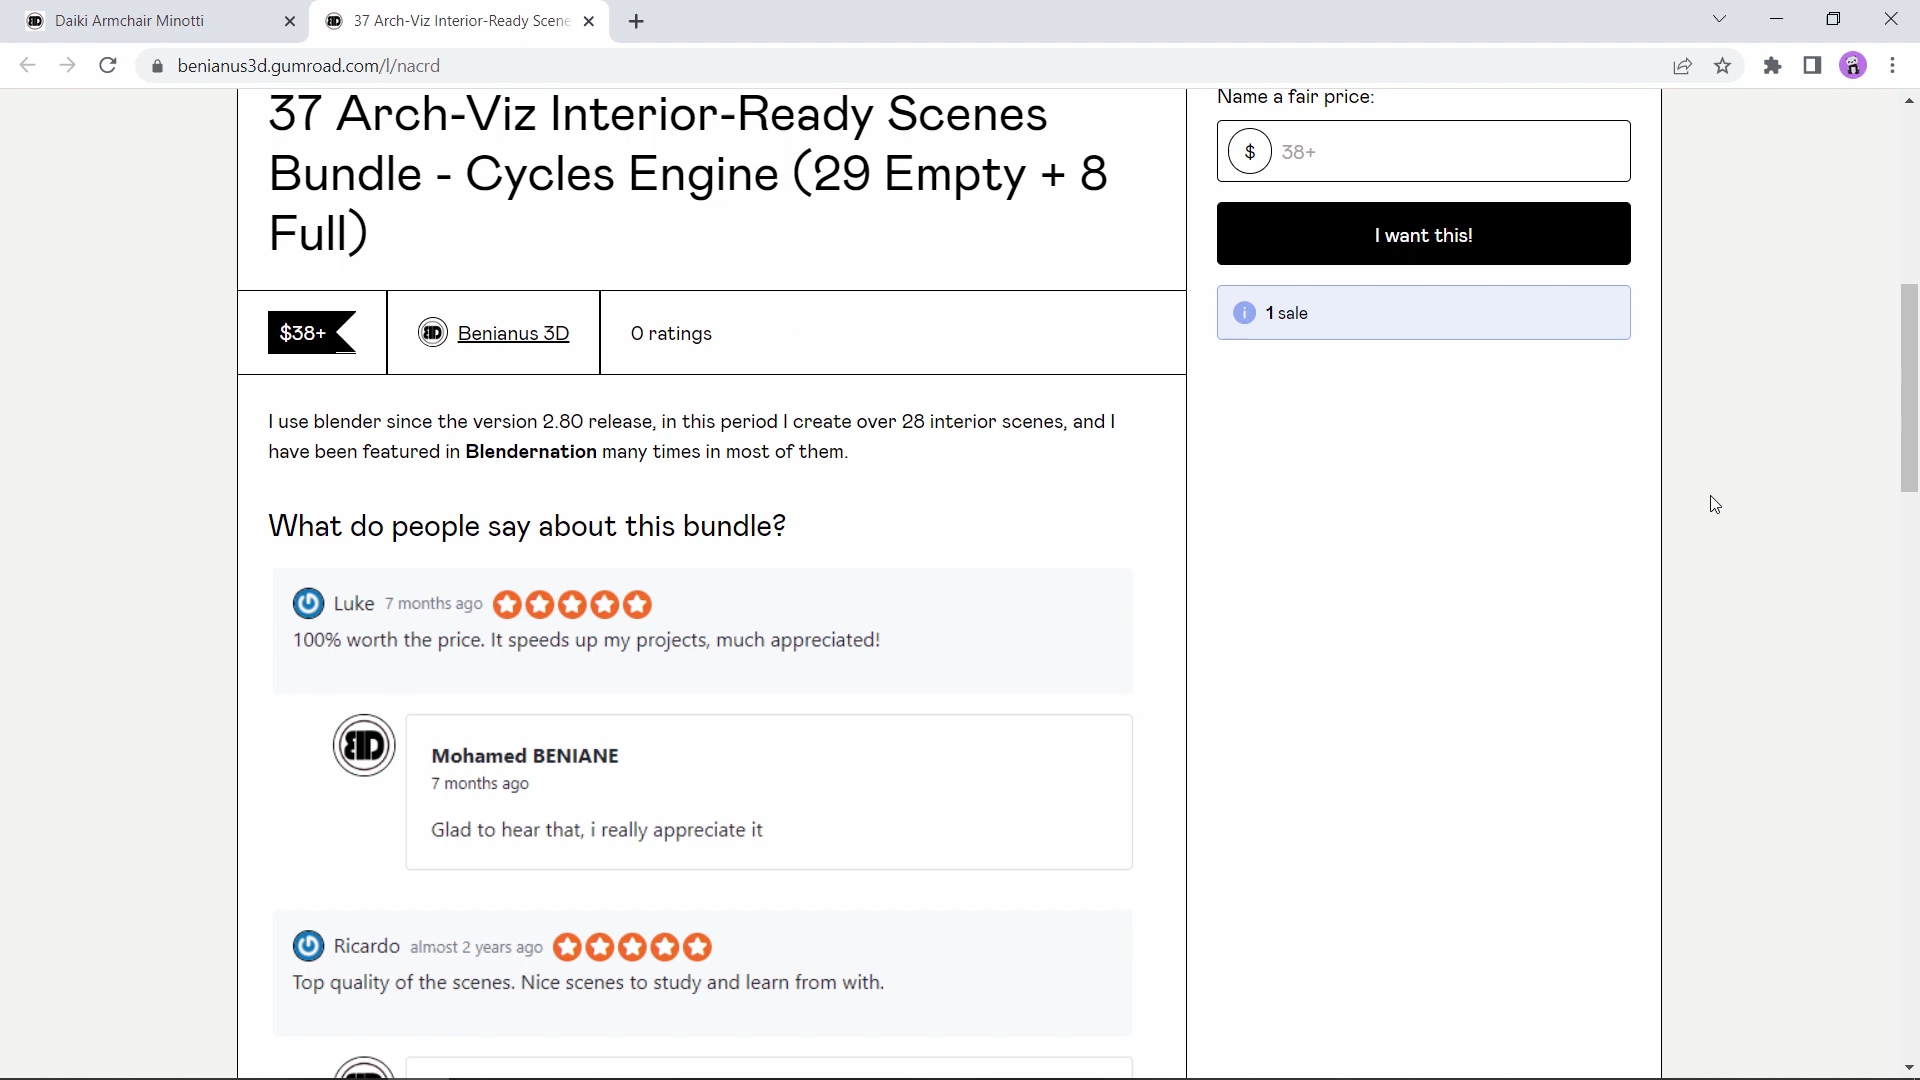 Daiki Armchair Minotti
37 Arch-Viz Interior-Ready Scene
benianus3d.gumroad.com/l/nacrd
37 Arch-Viz Interior-Ready Scenes
Bundle - Cycles Engine (29 Empty + 8
Full)
$38+
Benianus 3D
0 ratings
I use blender since the version 2.80 release, in this period I create over 28 interior scenes, and I
have been featured in Blendernation many times in most of them.
What do people say about this bundle?
Luke 7 months ago
100% worth the price. It speeds up my projects, much appreciated!
Mohamed BENIANE
7 months ago
Glad to hear that, i really appreciate it
Ricardo almost 2 years ago
Top quality of the scenes. Nice scenes to study and learn from with.
Name a fair price:
$ 38+
I want this!
1 sale